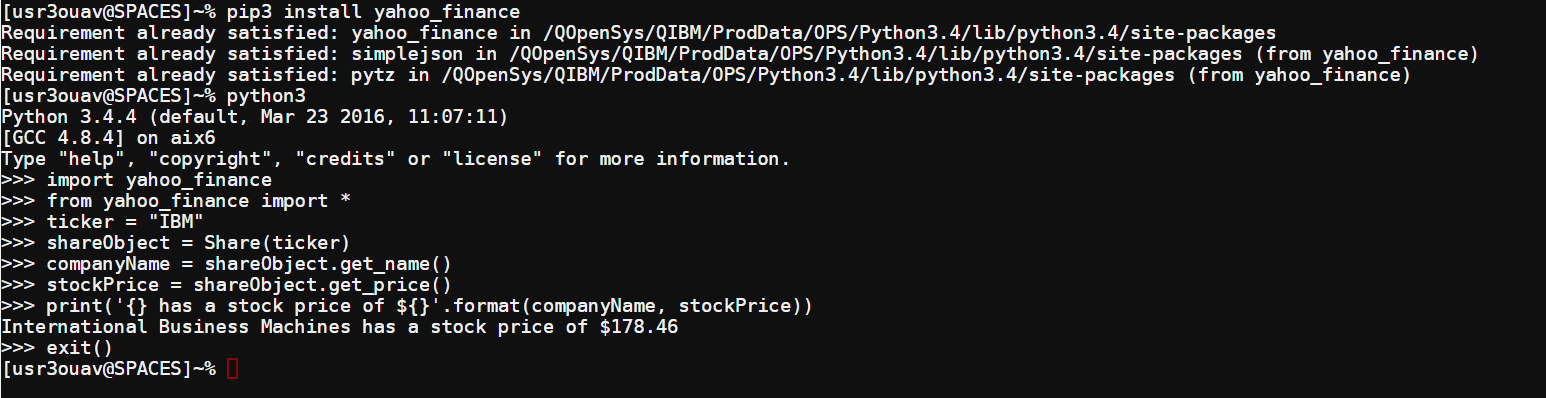 [usr3ouav@SPACES]~% pip3 install yahoo_finance
Requirement already satisfied: yahoo_finance in /QOpenSys/QIBM/ProdData/OPS/Python3.4/lib/python3.4/site-packages
Requirement already satisfied: simplejson in /QOpenSys/QIBM/ProdData/OPS/Python3.4/lib/python3.4/site-packages (from yahoo_finance)
Requirement already satisfied: pytz in /QOpenSys/QIBM/ProdData/OPS/Python3.4/lib/python3.4/site-packages (from yahoo_finance)
[usr3ouav@SPACES]~% python3
Python 3.4.4 (default, Mar 23 2016, 11:07:11)
[GCC 4.8.4] on aix6
Type "help", "copyright", "credits" or "license" for more information.
>>> import yahoo_finance
>>> from yahoo_finance import *
>>> ticker = "IBM"
>>> shareObject = Share(ticker)
>>> companyName = shareObject.get_name()
>>> stockPrice = shareObject.get_price()
>>> print('{} has a stock price of ${}'.format(companyName, stockPrice))
International Business Machines has a stock price of $178.46
>>> exit()
[usr3ouav@SPACES]~%